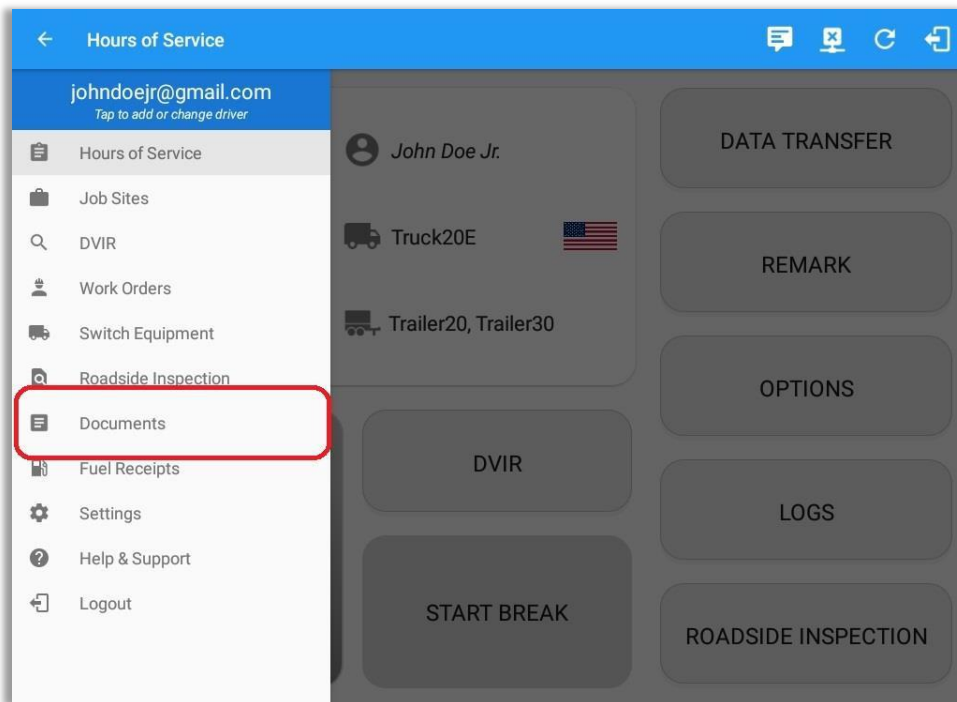 Hours of Service
johndoejr@gmail.com
Tap to add or change driver
Hours of Service
Job Sites
DVIR
Work Orders
Switch Equipment
Roadside Inspection
Documents
Fuel Receipts
Settings
Help & Support
Logout
John Doe Jr.
Truck20E
Trailer20, Trailer30
DVIR
START BREAK
DATA TRANSFER
REMARK
OPTIONS
LOGS
ROADSIDE INSPECTION